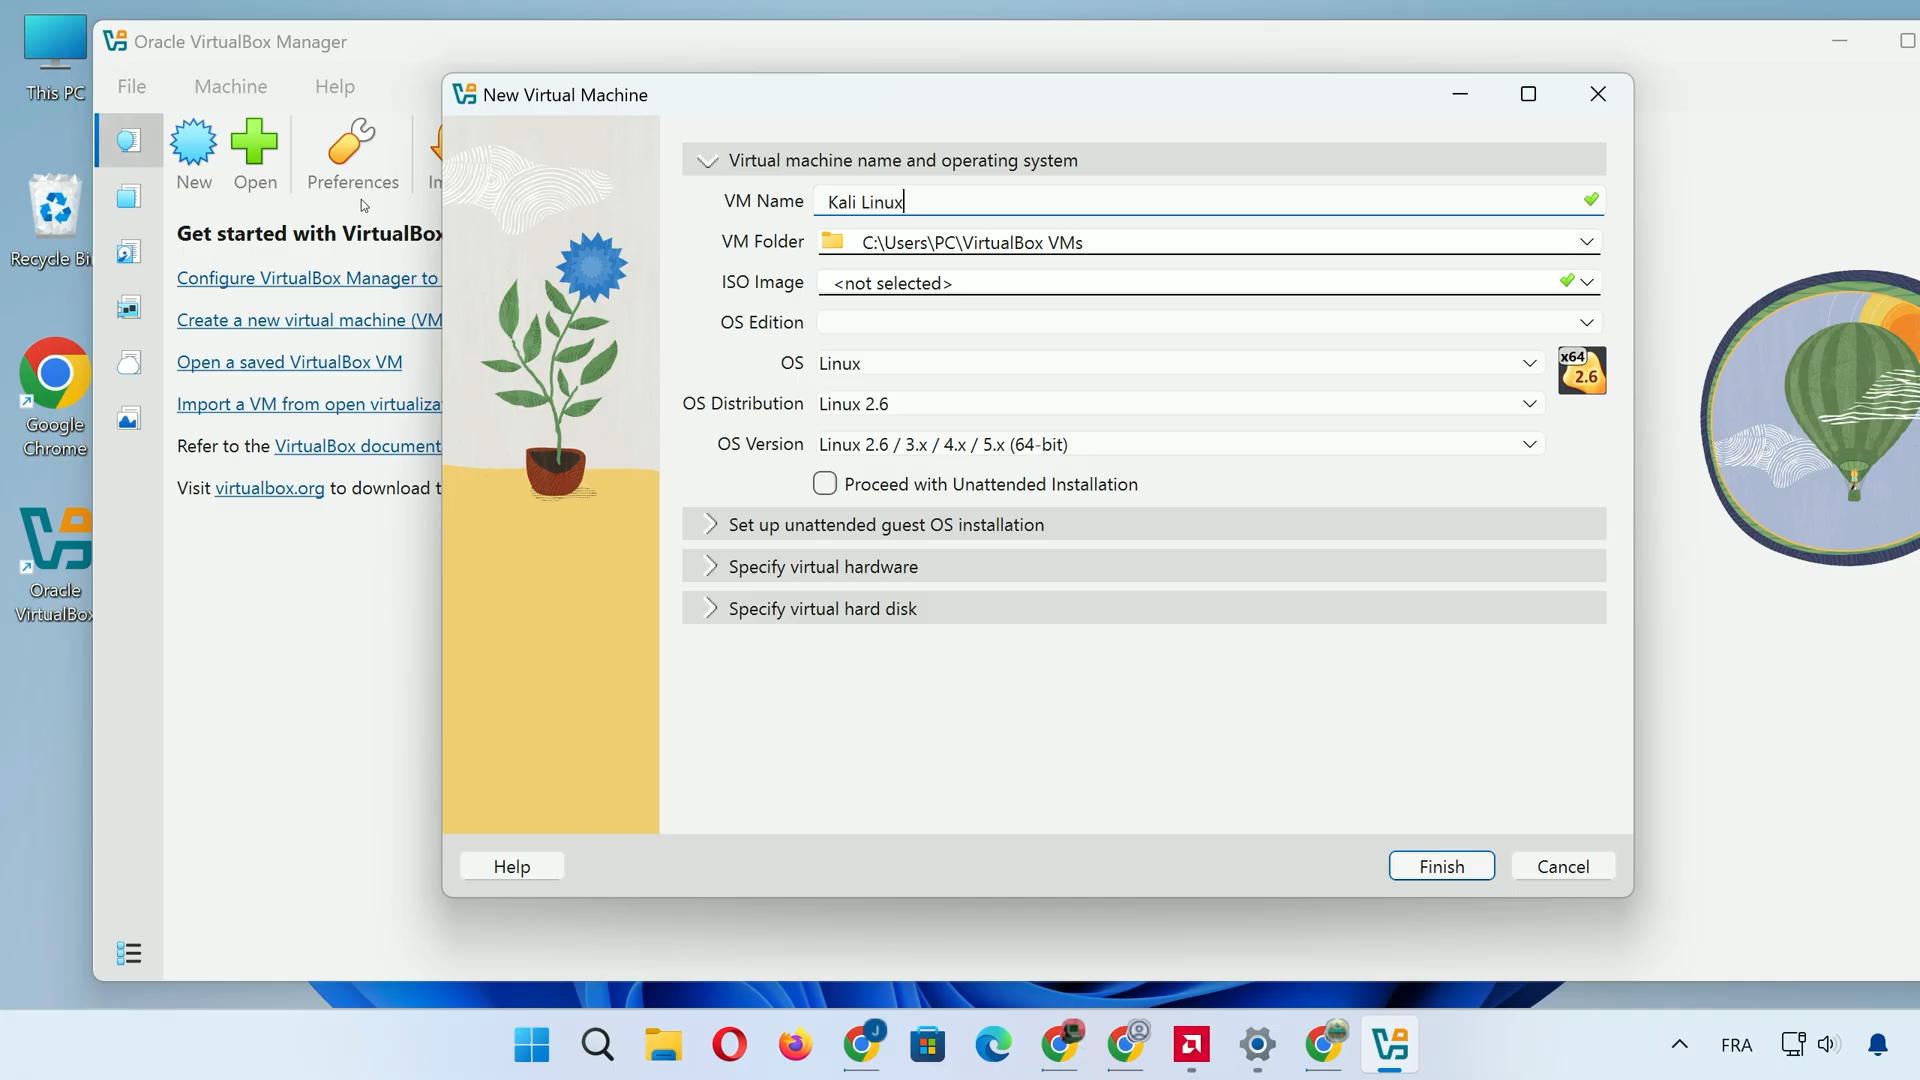 This PC
Recycle Bi
Google
Chrome
Oracle
VirtualBox
Oracle VirtualBox Manager
File
Machine
Help
New
Open
Preferences
Im
Get started with VirtualBox
Configure VirtualBox Manager to
Create a new virtual machine (VM
Open a saved VirtualBox VM
Import a VM from open virtualiza
Refer to the VirtualBox document
Visit virtualbox.org to download t
New Virtual Machine
Virtual machine name and operating system
VM Name
Kali Linux
VM Folder
C:\Users\PC\VirtualBox VMs
ISO Image
<not selected>
OS Edition
OS
Linux
x64
2.6
OS Distribution
Linux 2.6
OS Version
Linux 2.6 / 3.x / 4.x / 5.x (64-bit)
Proceed with Unattended Installation
Set up unattended guest OS installation
Specify virtual hardware
Specify virtual hard disk
Help
Finish
Cancel
J
FRA